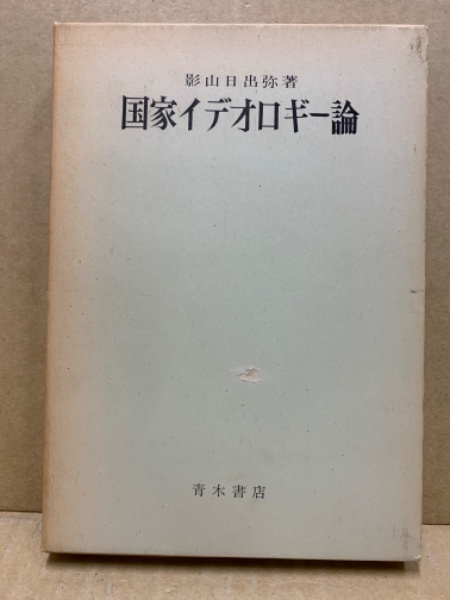 影山日出弥著
国家イデオロギー論
青木書店